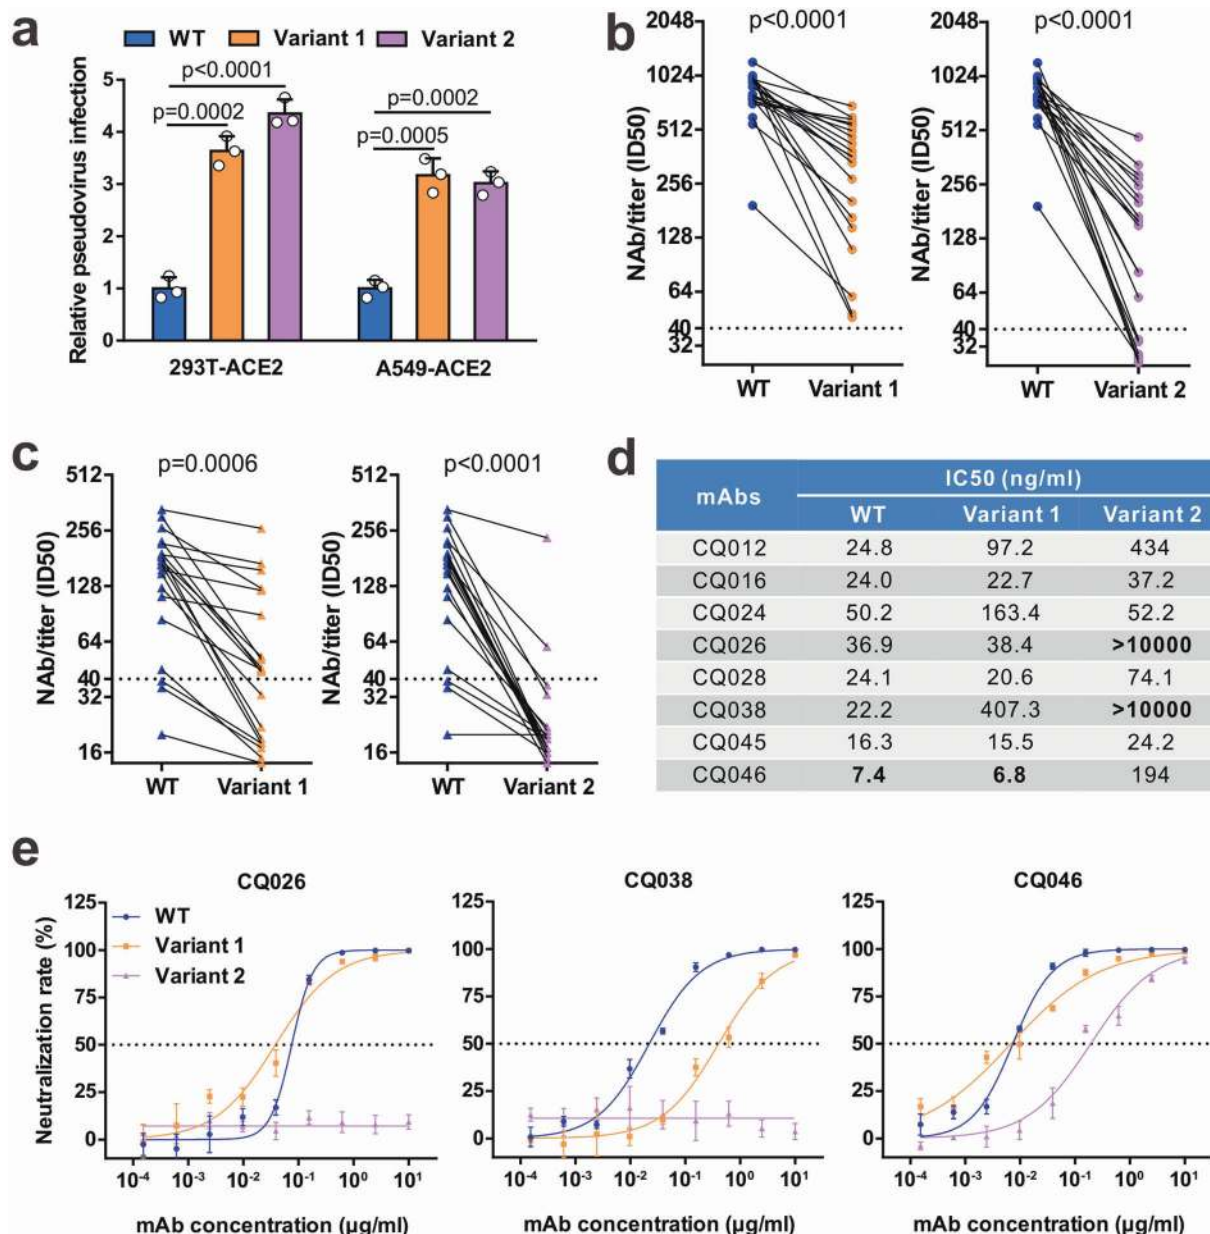 a
WT Variant 1 Variant 2
Relative pseudovirus infection
5
4
3
2
1
0
p<0.0001
p=0.0002
p=0.0002
p=0.0005
293T-ACE2 A549-ACE2
b
p<0.0001
NAb/titer (ID50)
2048
1024
512
256
128
64
40
32
WT Variant 1
p<0.0001
NAb/titer (ID50)
2048
1024
512
256
128
64
40
32
WT Variant 2
c
p=0.0006
NAb/titer (ID50)
512
256
128
64
40
32
16
WT Variant 1
p<0.0001
NAb/titer (ID50)
512
256
128
64
40
32
16
WT Variant 2
d
mAbs IC50 (ng/ml)
WT Variant 1 Variant 2
CQ012 24.8 97.2 434
CQ016 24.0 22.7 37.2
CQ024 50.2 163.4 52.2
CQ026 36.9 38.4 >10000
CQ028 24.1 20.6 74.1
CQ038 22.2 407.3 >10000
CQ045 16.3 15.5 24.2
CQ046 7.4 6.8 194
e
CQ026
Neutralization rate (%)
125
100
75
50
25
0
WT
Variant 1
Variant 2
10⁻⁴ 10⁻³ 10⁻² 10⁻¹ 10⁰ 10¹
mAb concentration (µg/ml)
CQ038
125
100
75
50
25
0
10⁻⁴ 10⁻³ 10⁻² 10⁻¹ 10⁰ 10¹
mAb concentration (µg/ml)
CQ046
125
100
75
50
25
0
10⁻⁴ 10⁻³ 10⁻² 10⁻¹ 10⁰ 10¹
mAb concentration (µg/ml)